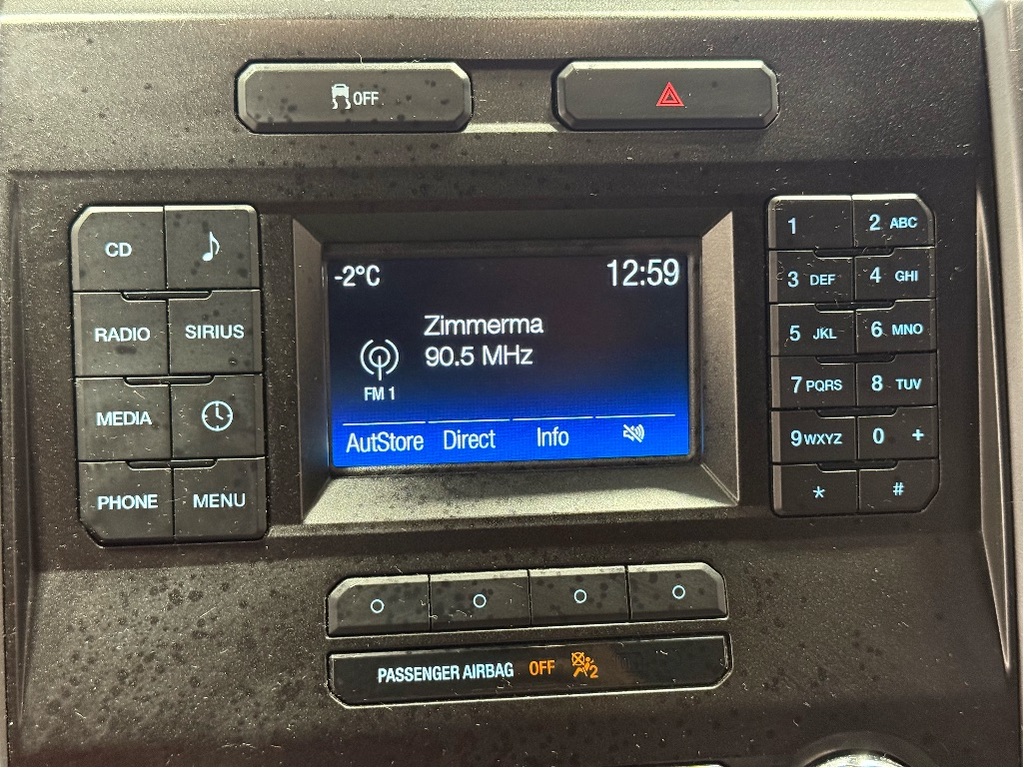 OFF
CD
RADIO SIRIUS
MEDIA
PHONE MENU
-2°C 12:59
Zimmerma
90.5 MHz
FM 1
AutStore Direct Info
1 2 ABC
3 DEF 4 GHI
5 JKL 6 MNO
7 PQRS 8 TUV
9 WXYZ 0 +
* #
PASSENGER AIRBAG OFF 2